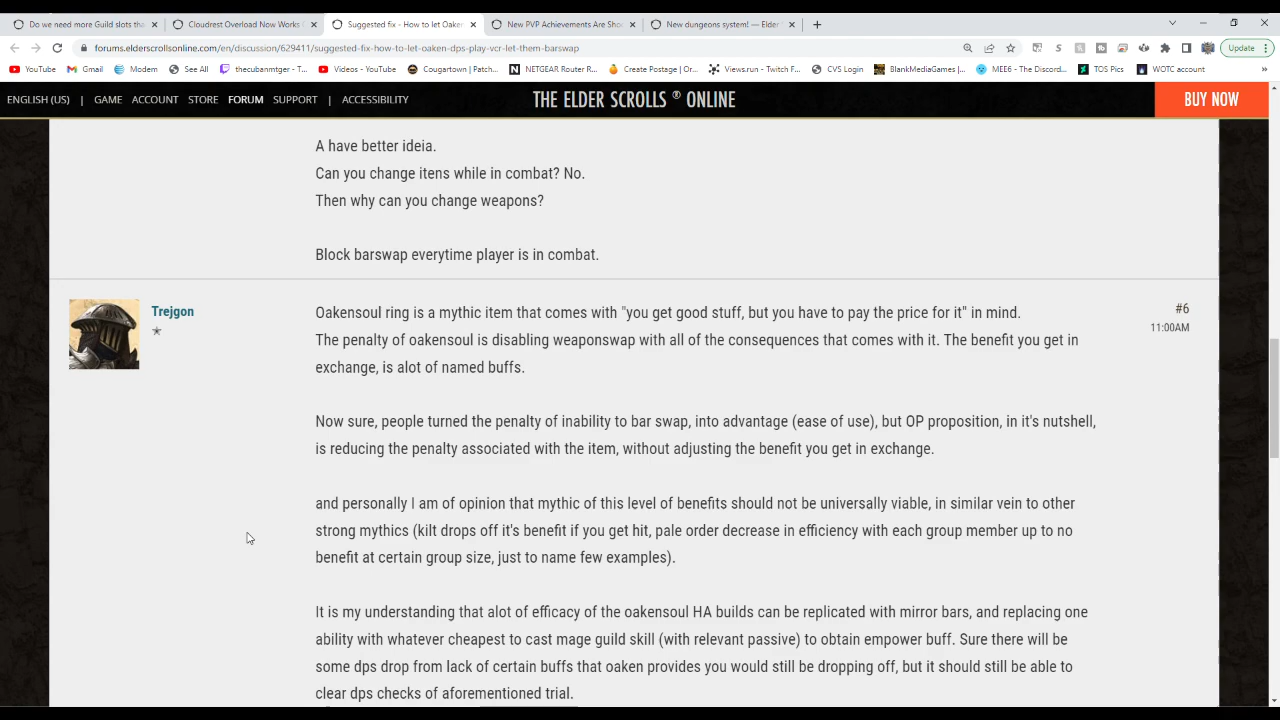 Do we need more Guild slots tha
Cloudrest Overload Now Works
Suggested fix - How to let Oaken
New PVP Achievements Are Sho
New dungeons system! — Elder
forums.elderscrollsonline.com/en/discussion/629411/suggested-fix-how-to-let-oaken-dps-play-vcr-let-them-barswap
Update
YouTube
Gmail
Modem
See All
thecubanmtger - T...
Videos - YouTube
Cougartown | Patch...
NETGEAR Router R...
Create Postage | Or...
Views.run - Twitch F...
CVS Login
BlankMediaGames |...
MEE6 - The Discord...
TOS Pics
WOTC account
»
ENGLISH (US) | GAME ACCOUNT STORE FORUM SUPPORT | ACCESSIBILITY
THE ELDER SCROLLS ® ONLINE
BUY NOW
A have better ideia.
Can you change itens while in combat? No.
Then why can you change weapons?
Block barswap everytime player is in combat.
Trejgon
#6
11:00AM
Oakensoul ring is a mythic item that comes with "you get good stuff, but you have to pay the price for it" in mind.
The penalty of oakensoul is disabling weaponswap with all of the consequences that comes with it. The benefit you get in
exchange, is alot of named buffs.
Now sure, people turned the penalty of inability to bar swap, into advantage (ease of use), but OP proposition, in it's nutshell,
is reducing the penalty associated with the item, without adjusting the benefit you get in exchange.
and personally I am of opinion that mythic of this level of benefits should not be universally viable, in similar vein to other
strong mythics (kilt drops off it's benefit if you get hit, pale order decrease in efficiency with each group member up to no
benefit at certain group size, just to name few examples).
It is my understanding that alot of efficacy of the oakensoul HA builds can be replicated with mirror bars, and replacing one
ability with whatever cheapest to cast mage guild skill (with relevant passive) to obtain empower buff. Sure there will be
some dps drop from lack of certain buffs that oaken provides you would still be dropping off, but it should still be able to
clear dps checks of aforementioned trial.